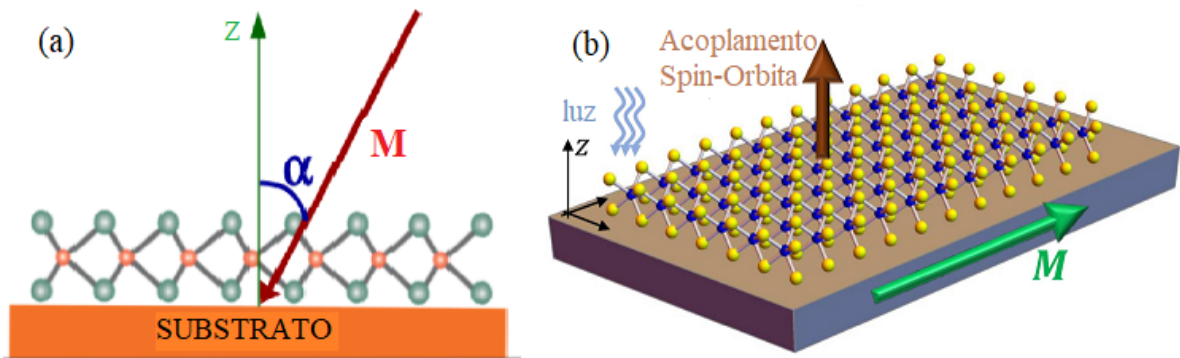 (a)
Z
M
α
SUBSTRATO
(b)
Acoplamento
Spin-Orbita
luz
z
M